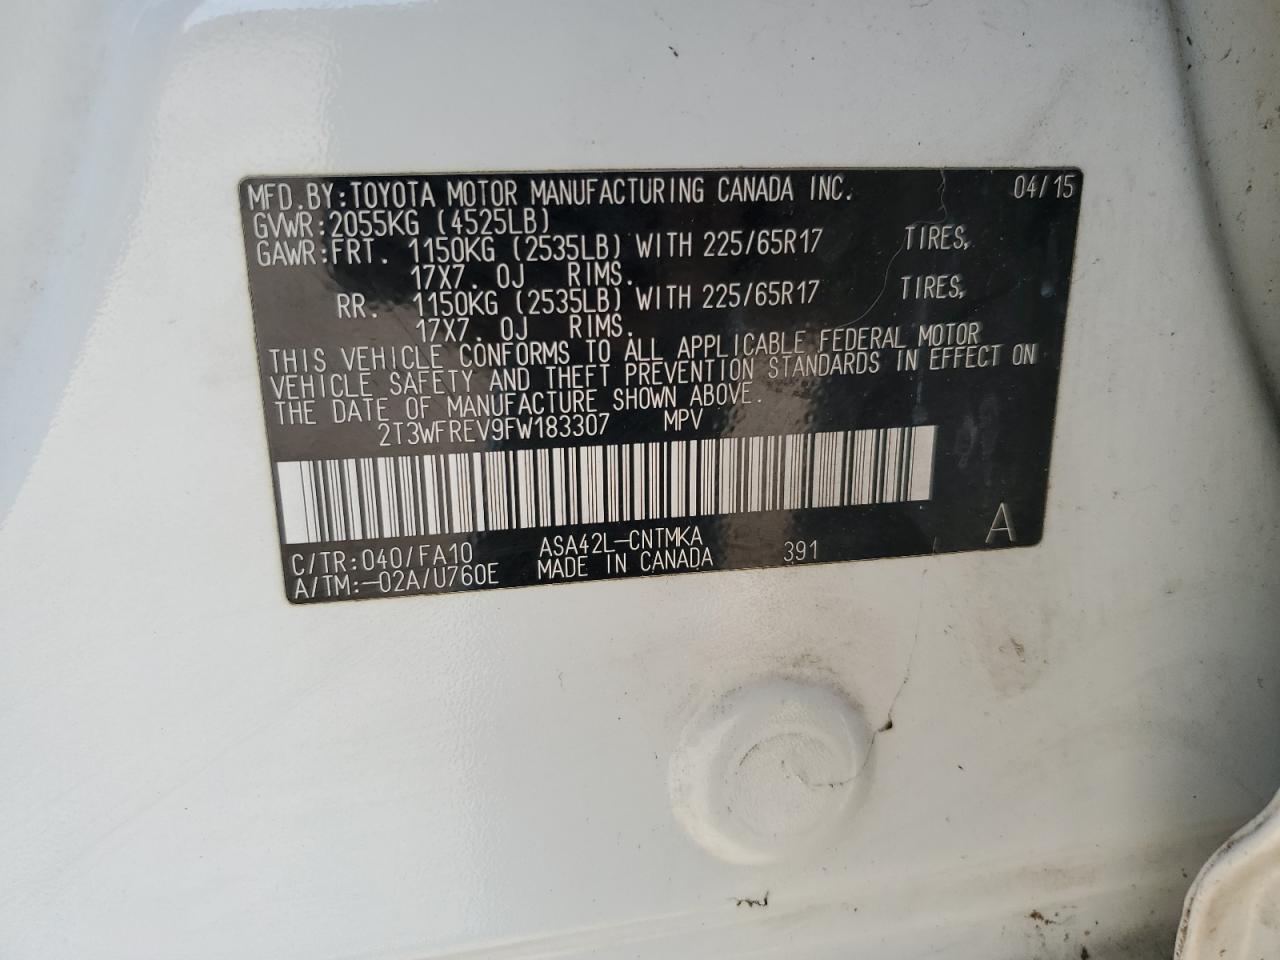 MFD.BY:TOYOTA MOTOR MANUFACTURING CANADA INC. 04/15
GVWR:2055KG (4525LB)
GAWR:FRT. 1150KG (2535LB) WITH 225/65R17 TIRES,
17X7.0J RIMS.
RR. 1150KG (2535LB) WITH 225/65R17 TIRES,
17X7.0J RIMS.
THIS VEHICLE CONFORMS TO ALL APPLICABLE FEDERAL MOTOR
VEHICLE SAFETY AND THEFT PREVENTION STANDARDS IN EFFECT ON
THE DATE OF MANUFACTURE SHOWN ABOVE.
2T3WFREV9FW183307 MPV
C/TR:040/FA10 ASA42L-CNTMKA A
A/TM:-02A/U760E MADE IN CANADA 391